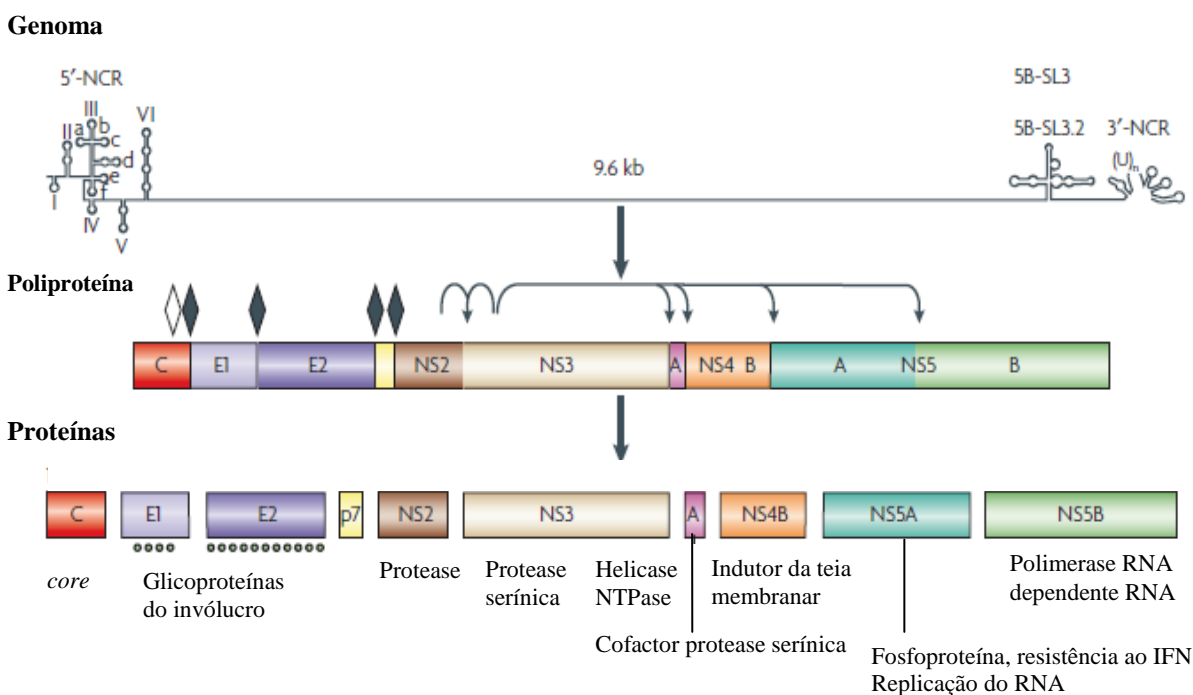 Genoma
5'-NCR
5B-SL3
III
VI
b
II
a
c
5B-SL3.2
3'-NCR
d
(U)n
9.6 kb
e
V
I
f
IV
V
Poliproteína
C
E1
E2
NS2
NS3
A
NS4 B
A
NS5
B
Proteínas
C
E1
E2
p7
NS2
NS3
A
NS4B
NS5A
NS5B
core
Glicoproteínas
do invólucro
Protease
Protease
serínica
Helicase
NTPase
Indutor da teia
membranar
Polimerase RNA
dependente RNA
Cofactor protease serínica
Fosfoproteína, resistência ao IFN
Replicação do RNA